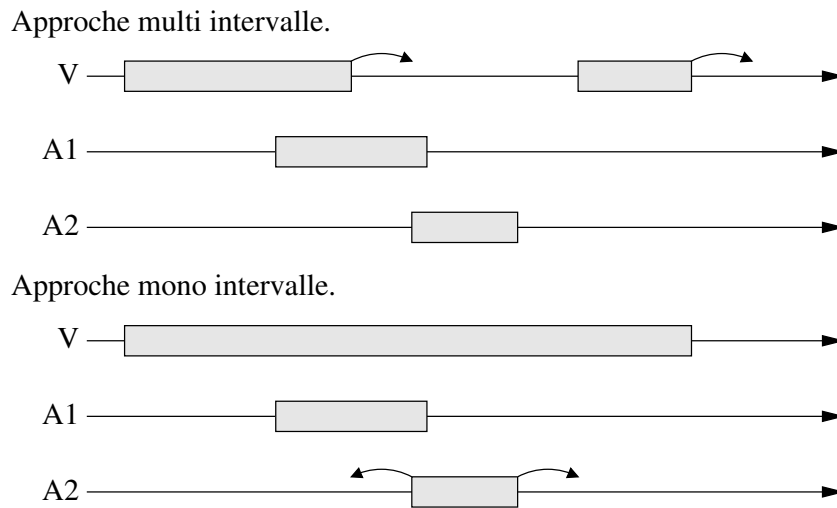 Approche multi intervalle.
V
A1
A2
Approche mono intervalle.
V
A1
A2